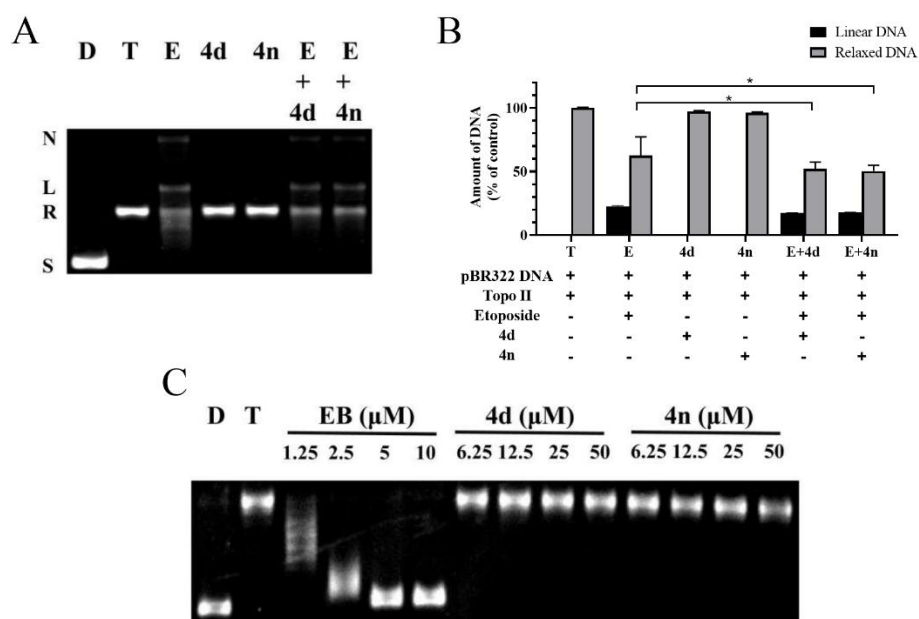 A
D T E 4d 4n E + 4d E + 4n
N
L
R
S
B
Linear DNA
Relaxed DNA
* 
*
Amount of DNA
(% of control)
100
50
0
T E 4d 4n E+4d E+4n
pBR322 DNA + + + + + +
Topo II + + + + + +
Etoposide - + - - + +
4d - - + - + -
4n - - - + - +
C
D T EB (μM) 4d (μM) 4n (μM)
1.25 2.5 5 10 6.25 12.5 25 50 6.25 12.5 25 50